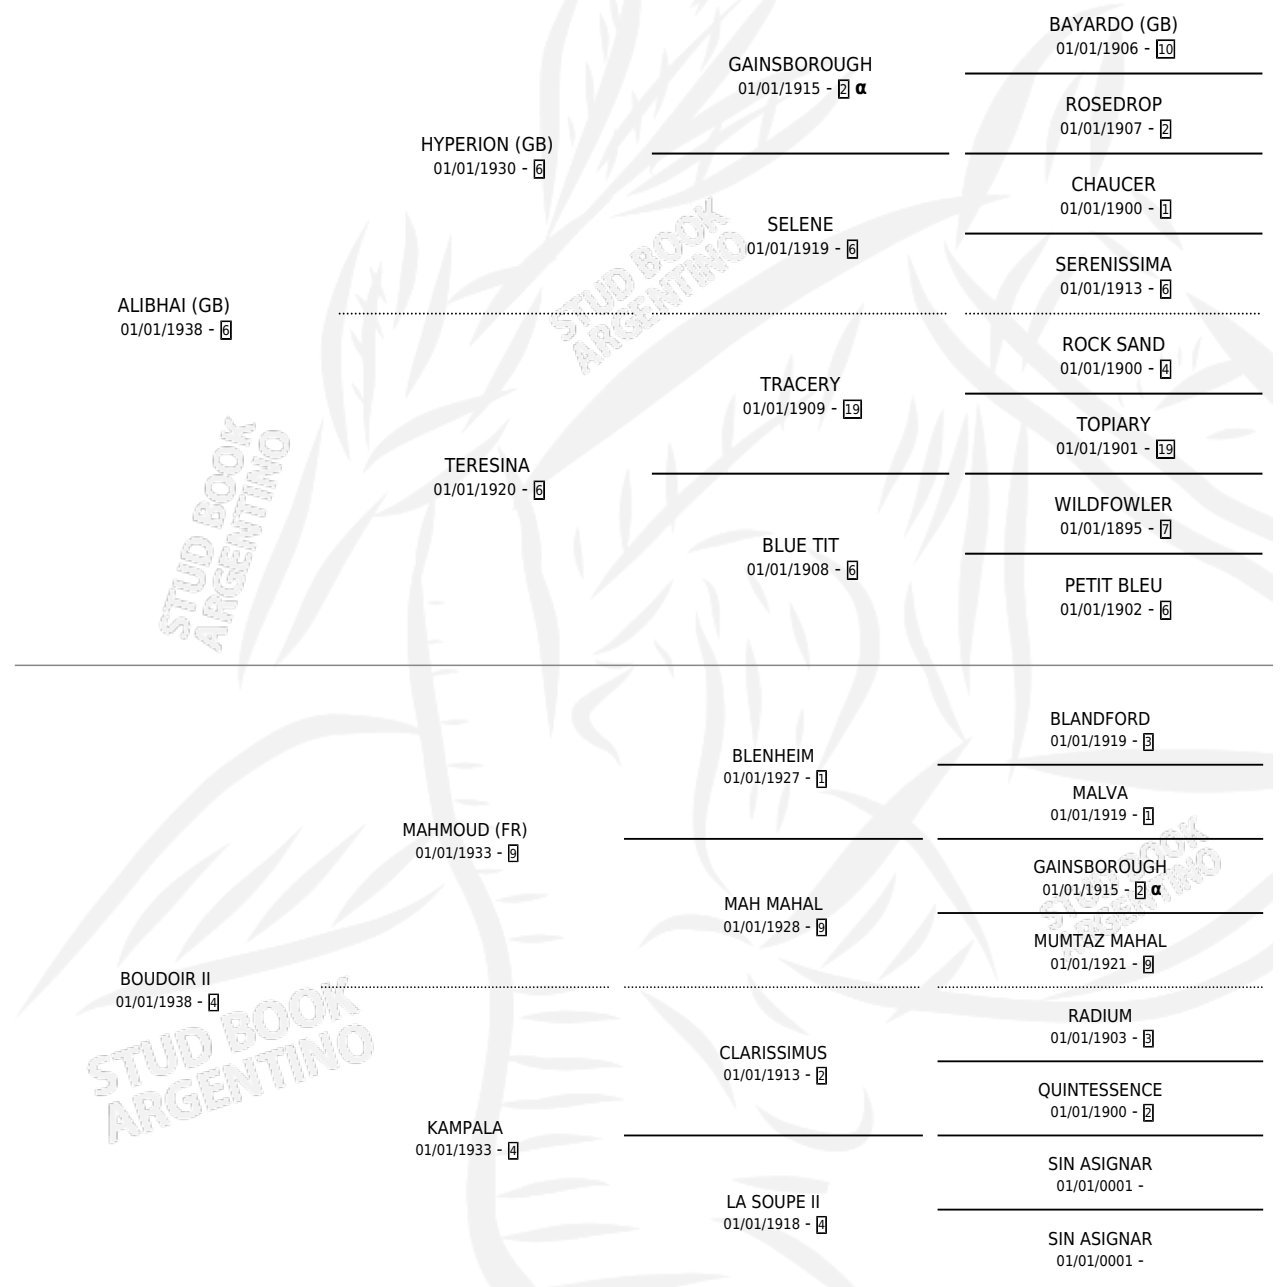 BAYARDO (GB)
01/01/1906 - 10
GAINSBOROUGH
01/01/1915 - 2 α
ROSEDROP
01/01/1907 - 2
HYPERION (GB)
01/01/1930 - 6
CHAUCER
01/01/1900 - 1
SELENE
01/01/1919 - 6
SERENISSIMA
01/01/1913 - 6
ALIBHAI (GB)
01/01/1938 - 6
ROCK SAND
01/01/1900 - 4
TRACERY
01/01/1909 - 19
TOPIARY
01/01/1901 - 19
TERESINA
01/01/1920 - 6
WILDFOWLER
01/01/1895 - 7
BLUE TIT
01/01/1908 - 6
PETIT BLEU
01/01/1902 - 6
BLANDFORD
01/01/1919 - 3
BLENHEIM
01/01/1927 - 1
MALVA
01/01/1919 - 1
MAHMOUD (FR)
01/01/1933 - 9
GAINSBOROUGH
01/01/1915 - 2 α
MAH MAHAL
01/01/1928 - 9
MUMTAZ MAHAL
01/01/1921 - 9
BOUDOIR II
01/01/1938 - 4
RADIUM
01/01/1903 - 3
CLARISSIMUS
01/01/1913 - 2
QUINTESSENCE
01/01/1900 - 2
KAMPALA
01/01/1933 - 4
SIN ASIGNAR
01/01/0001 -
LA SOUPE II
01/01/1918 - 4
SIN ASIGNAR
01/01/0001 -
STUD BOOK
ARGENTINO
STUD BOOK
ARGENTINO
STUD BOOK
ARGENTINO
STUD BOOK
ARGENTINO